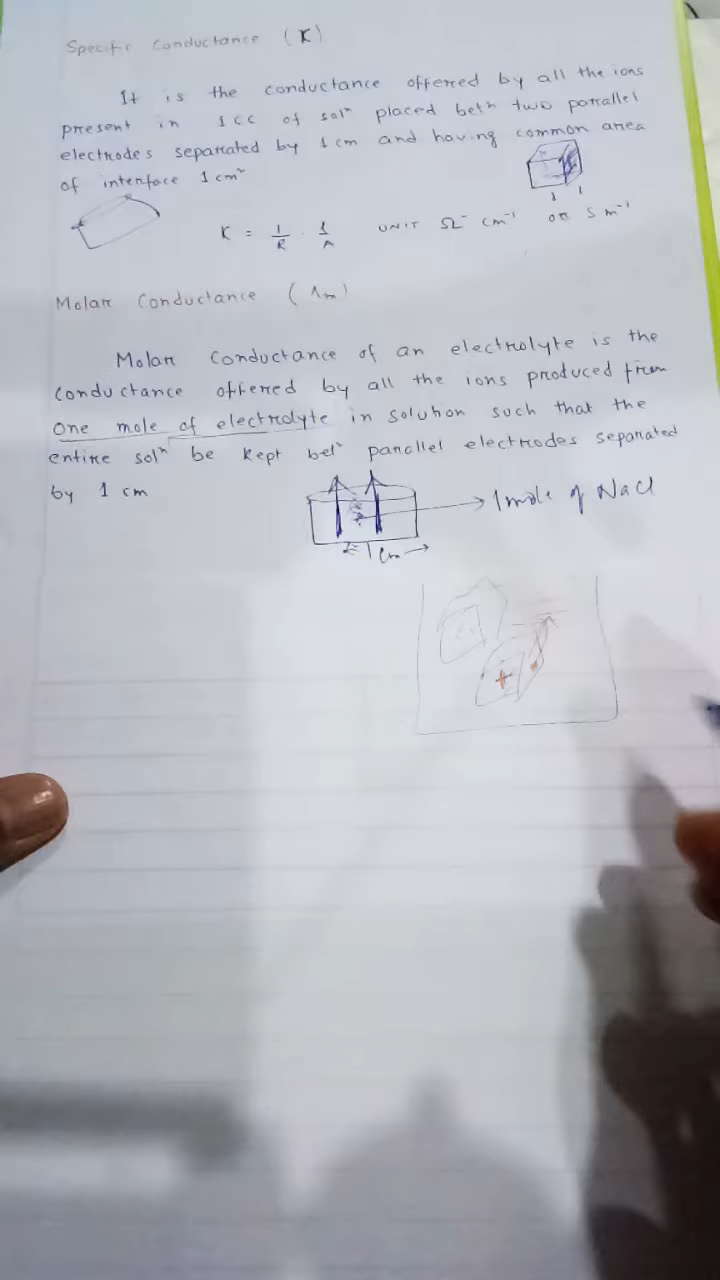 Specific Conductance (K)
It is the conductance offered by all the ions
present in 1 cc of solⁿ placed betⁿ two parallel
electrodes separated by 1 cm and having common area
of interface 1 cm²
1 1
K = 1/R · 1/A UNIT Ω⁻ cm⁻¹ or S m⁻¹
Molar Conductance (Λm)
Molar Conductance of an electrolyte is the
conductance offered by all the ions produced from
one mole of electrolyte in solution such that the
entire solⁿ be kept betⁿ parallel electrodes separated
by 1 cm
1 mole of NaCl
1 cm
+